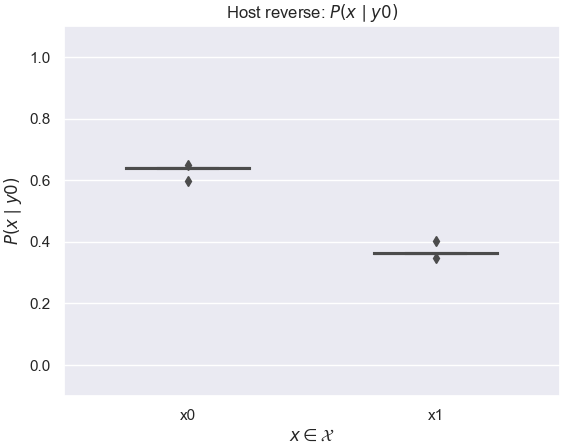 Host reverse: P(x | y0)
1.0
0.8
0.6
0.4
0.2
0.0
P(x | y0)
x0 x1
x ∈ 𝒳